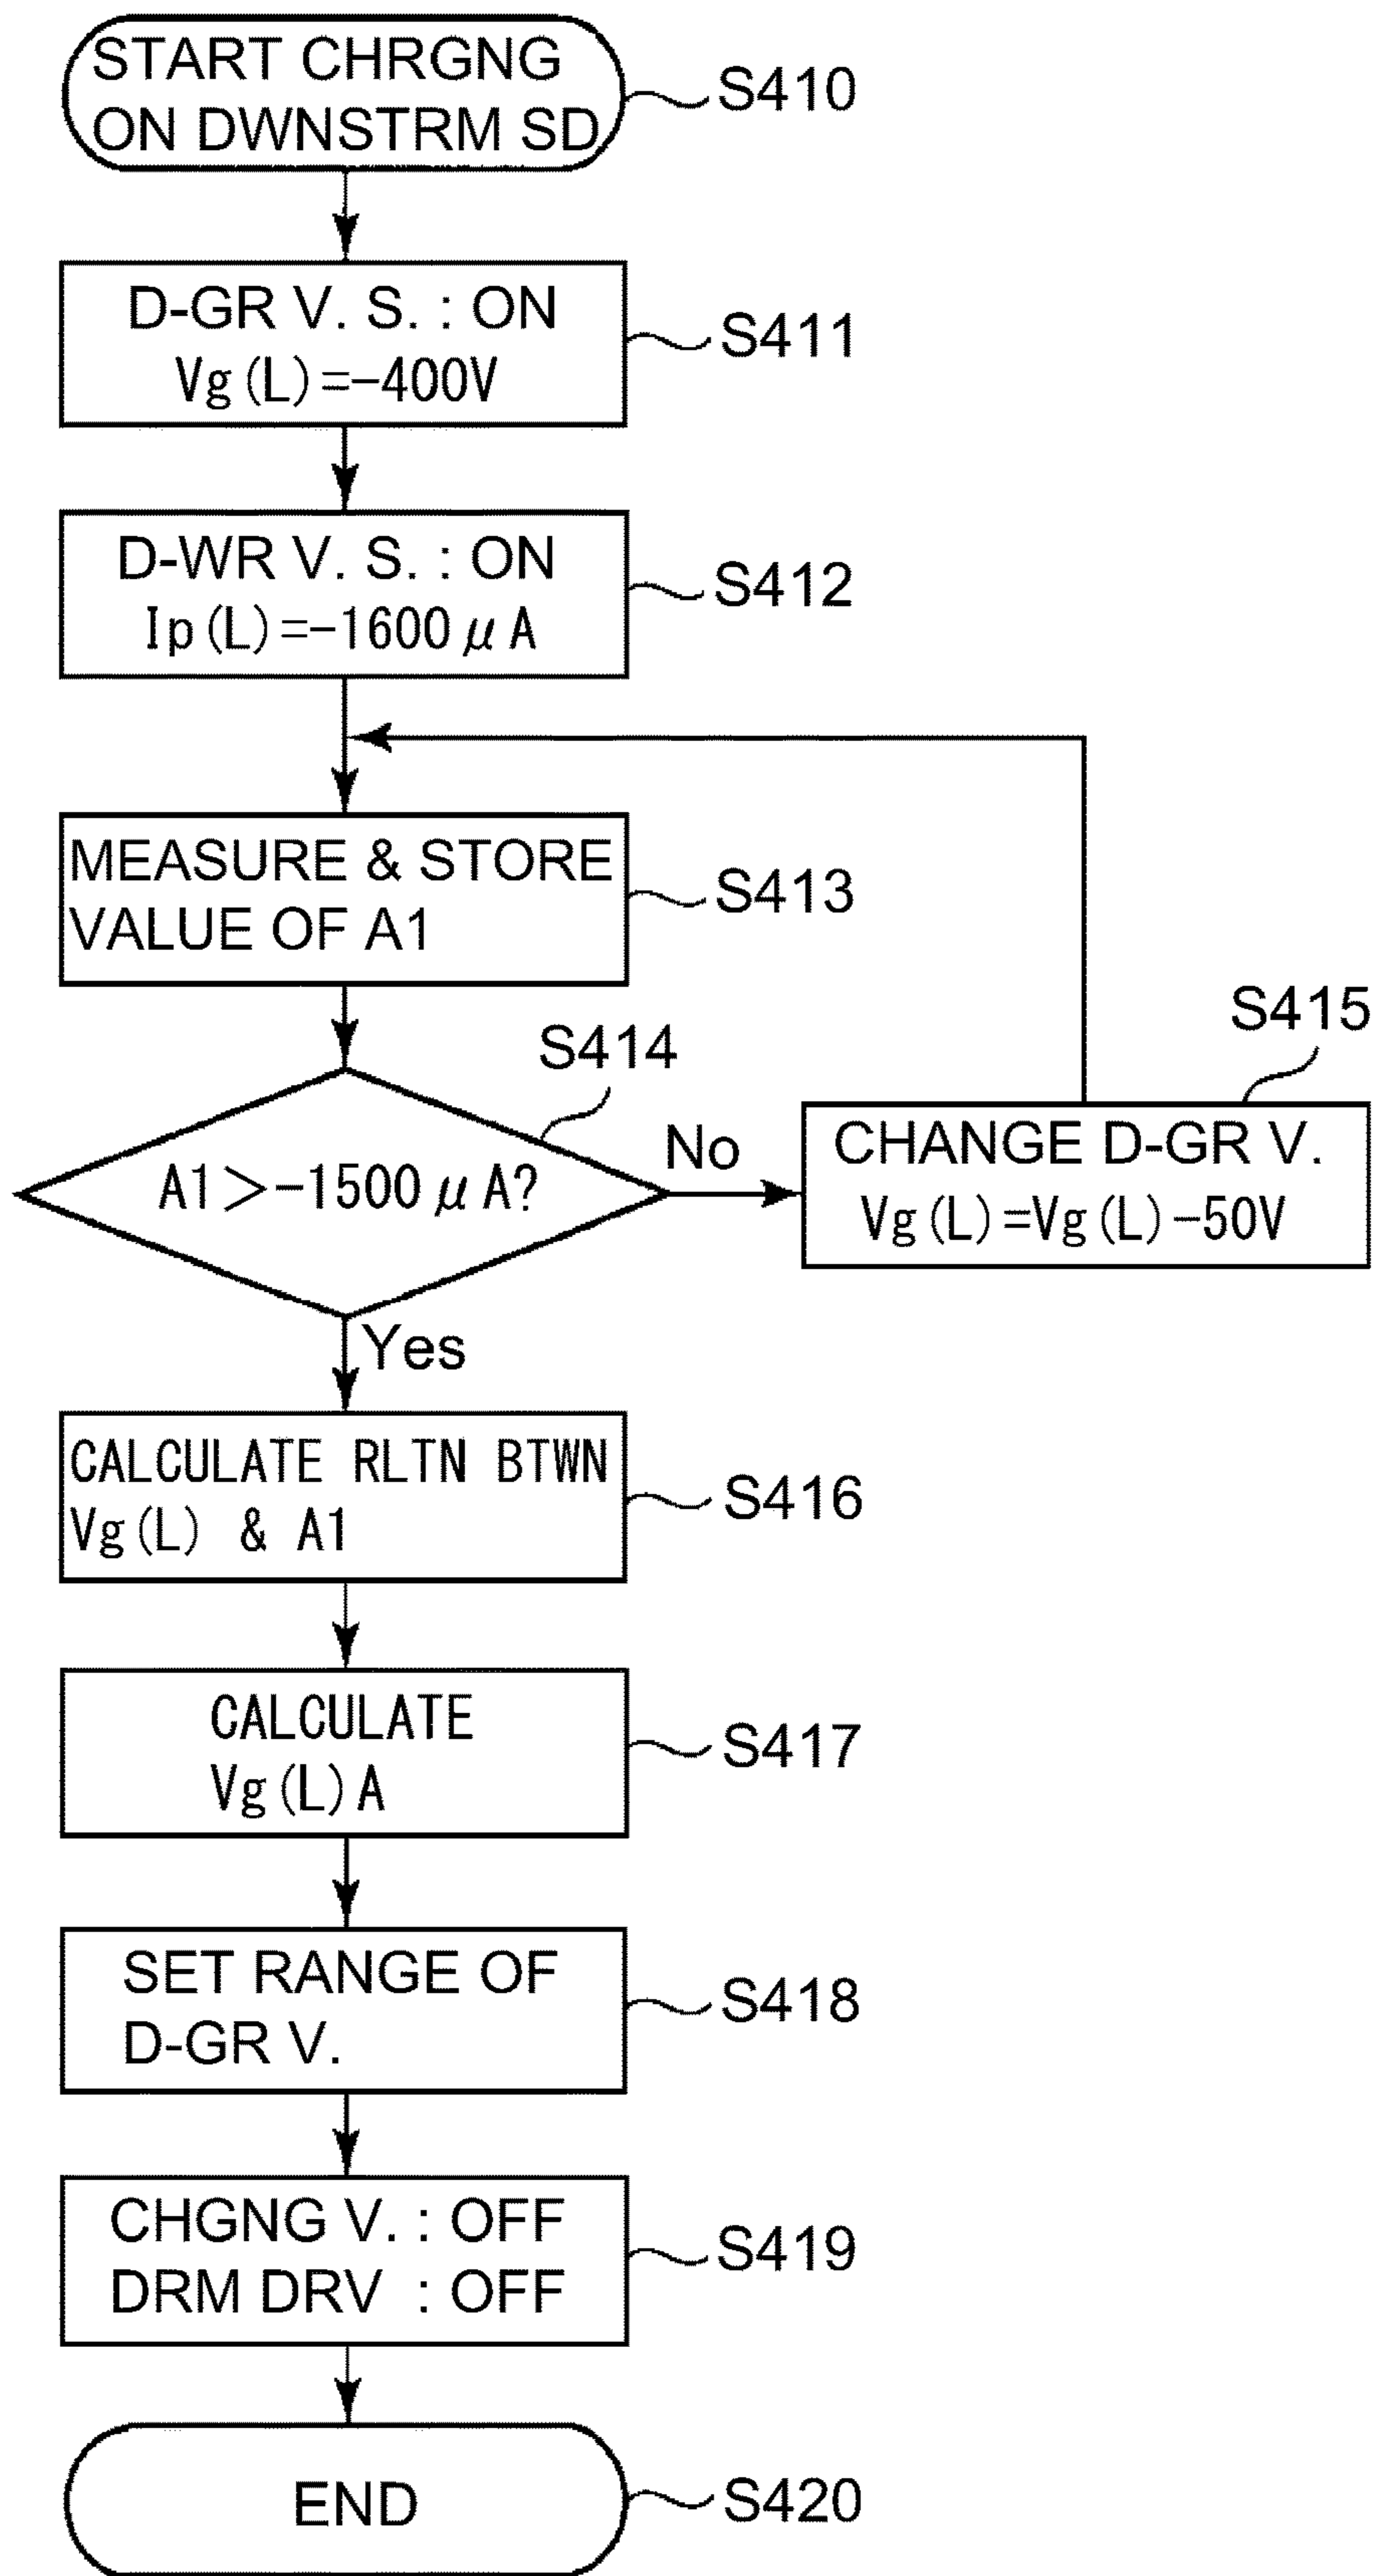 START CHRGNG
ON DWNSTRM SD
S410
D-GR V. S. : ON
Vg(L)=-400V
S411
D-WR V. S. : ON
Ip(L)=-1600μA
S412
MEASURE & STORE
VALUE OF A1
S413
S414
A1>-1500μA?
No
Yes
S415
CHANGE D-GR V.
Vg(L)=Vg(L)-50V
CALCULATE RLTN BTWN
Vg(L) & A1
S416
CALCULATE
Vg(L)A
S417
SET RANGE OF
D-GR V.
S418
CHGNG V. : OFF
DRM DRV : OFF
S419
END
S420